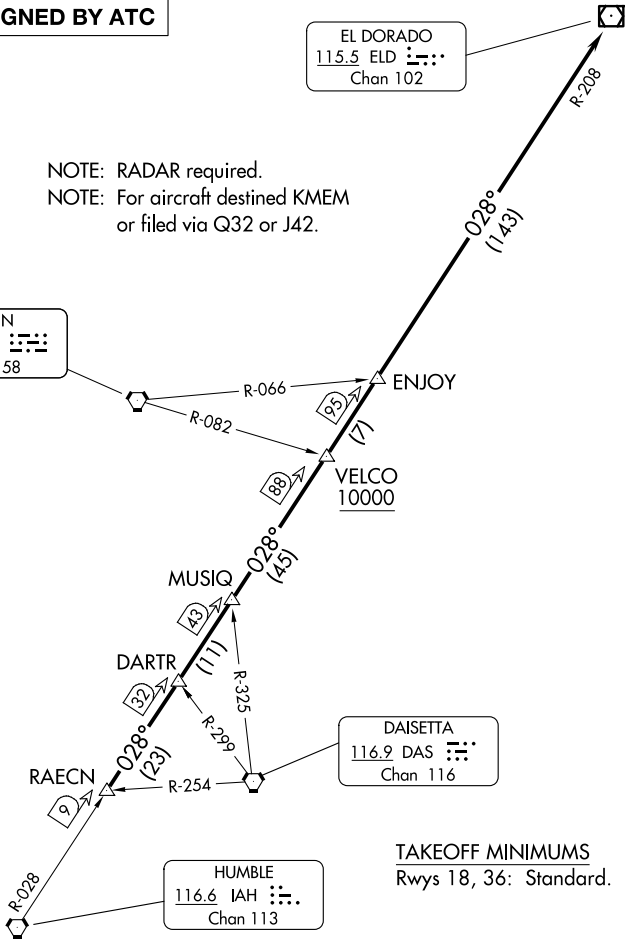 GNED BY ATC
EL DORADO
115.5 ELD
Chan 102
R-208
NOTE: RADAR required.
NOTE: For aircraft destined KMEM
or filed via Q32 or J42.
028°
(143)
N
58
R-066
ENJOY
95
R-082
(7)
VELCO
10000
88
028°
(45)
MUSIQ
43
(11)
DARTR
R-325
32
R-299
028°
(23)
DAISETTA
116.9 DAS
Chan 116
RAECN
R-254
9
TAKEOFF MINIMUMS
Rwys 18, 36: Standard.
R-028
HUMBLE
116.6 IAH
Chan 113